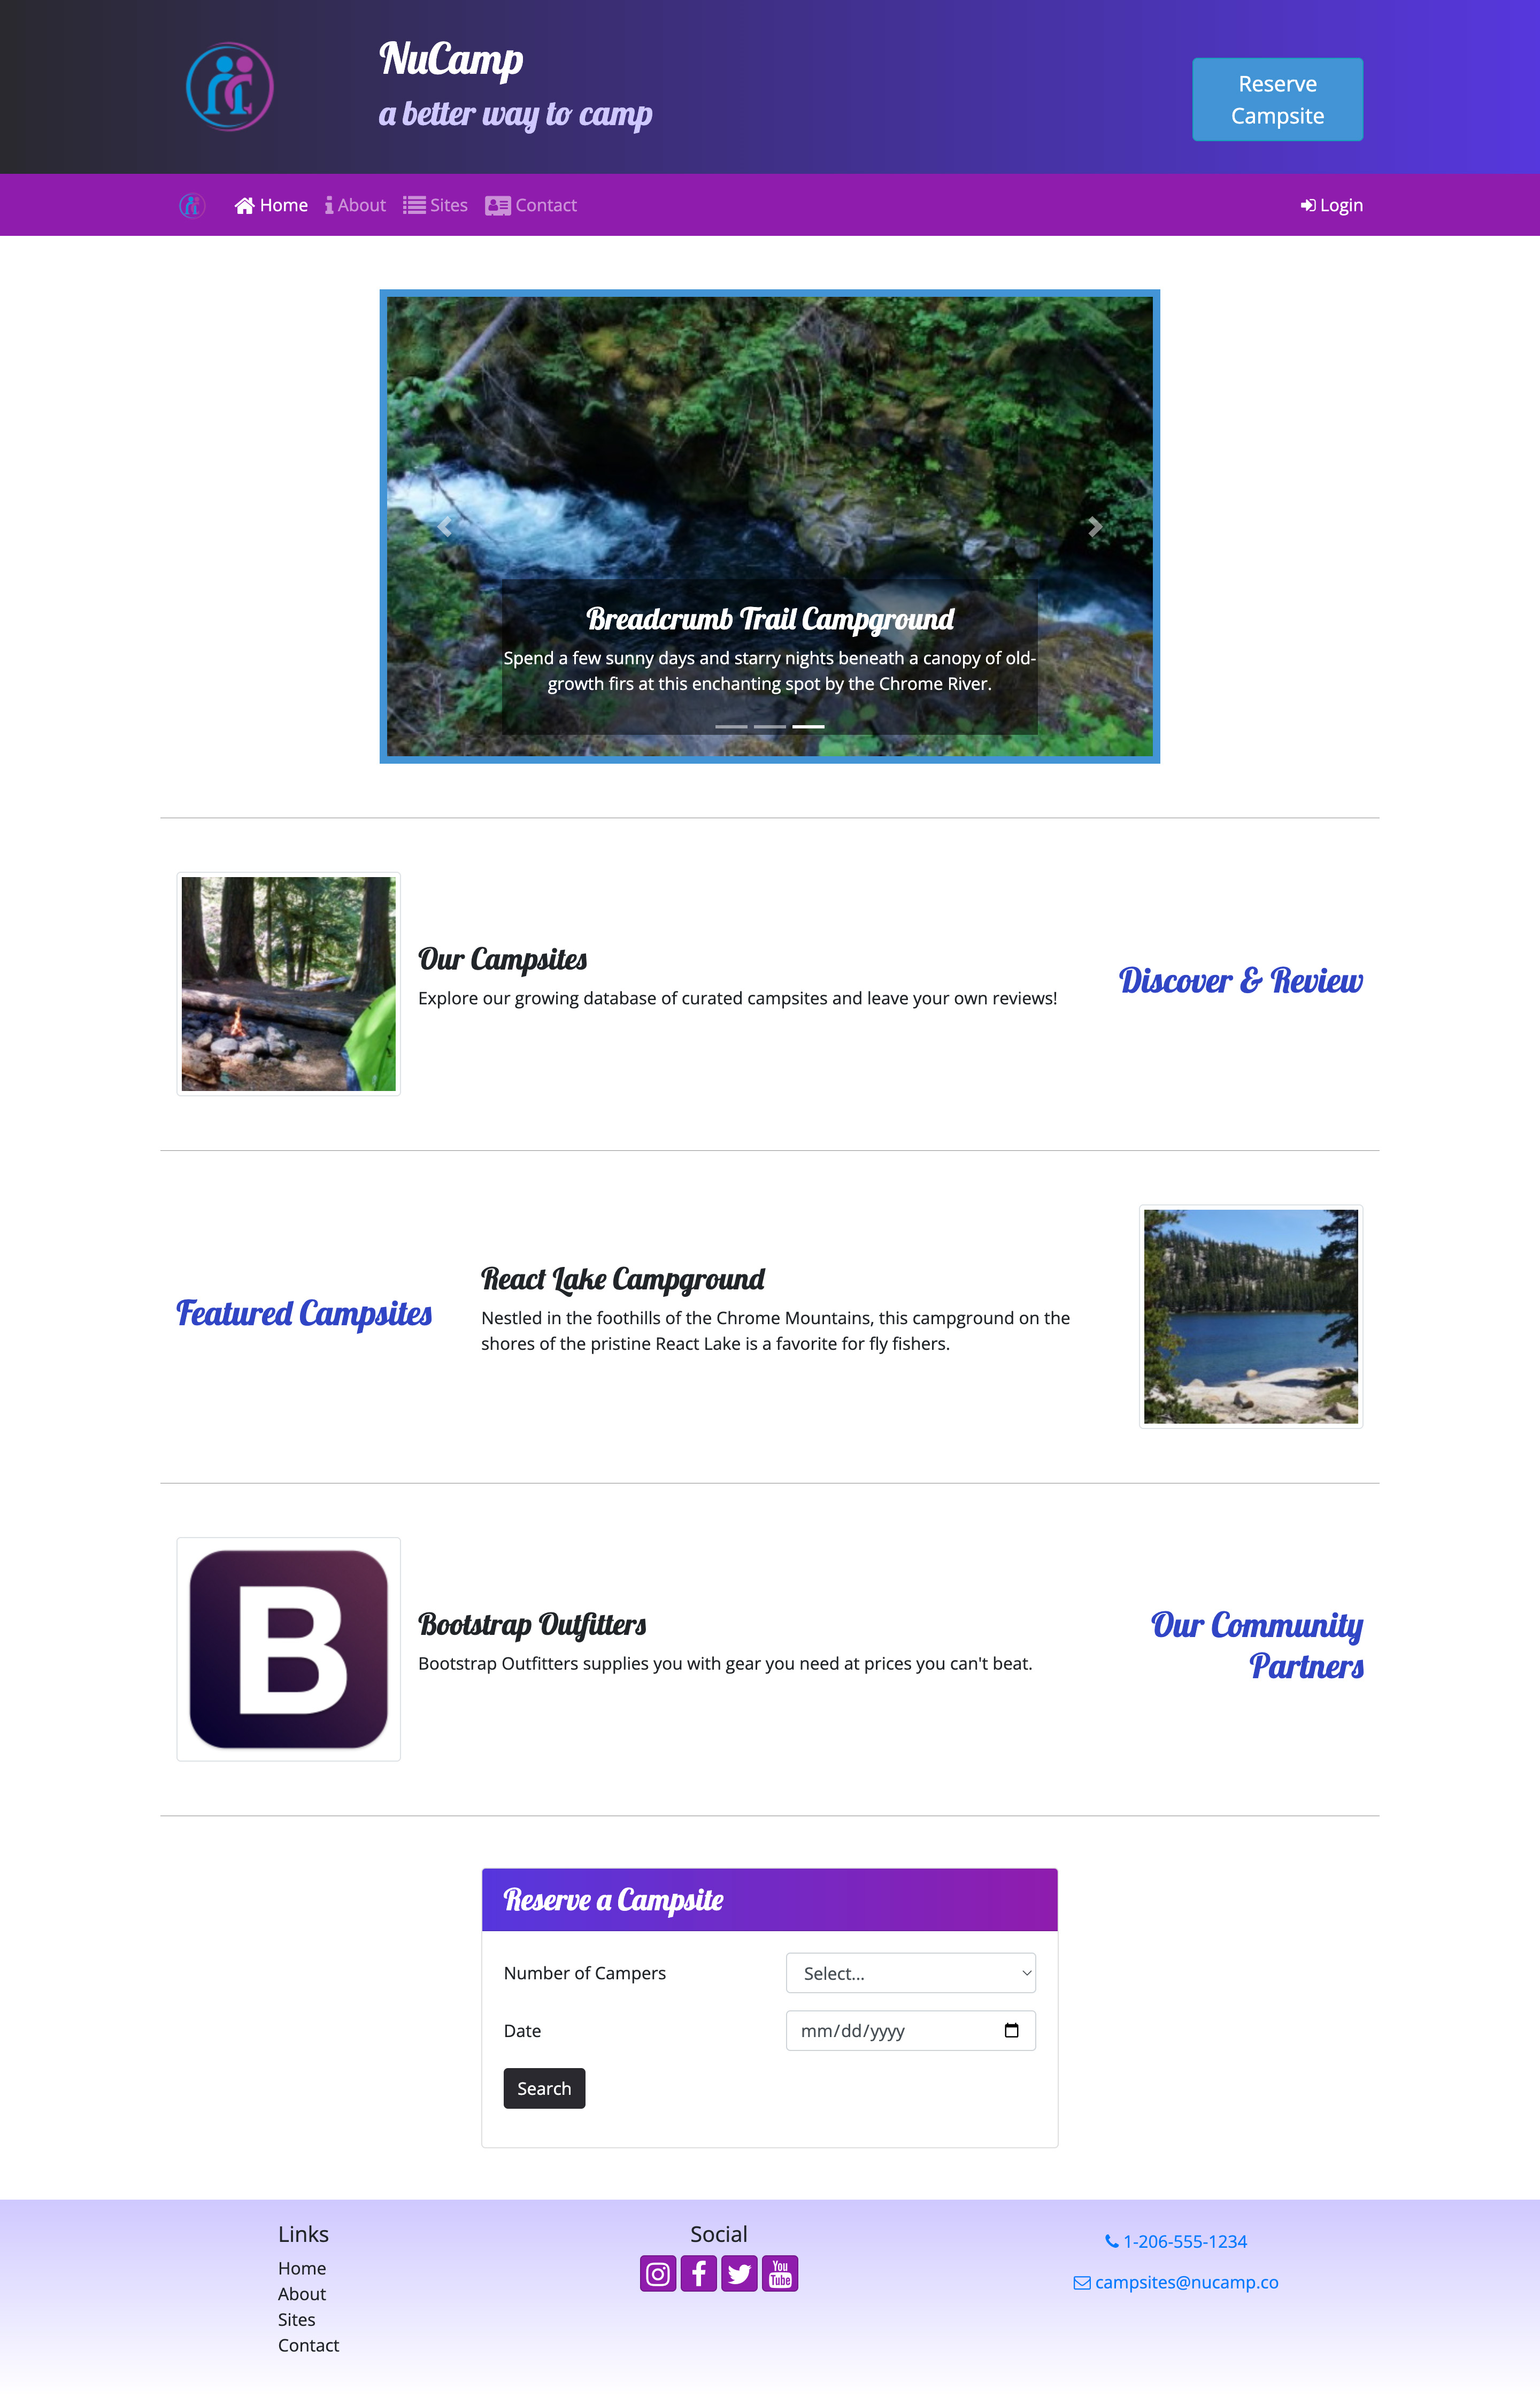 NuCamp
a better way to camp
Reserve
Campsite
Home About Sites Contact Login
Breadcrumb Trail Campground
Spend a few sunny days and starry nights beneath a canopy of old-
growth firs at this enchanting spot by the Chrome River.
Our Campsites
Explore our growing database of curated campsites and leave your own reviews!
Discover & Review
Featured Campsites
React Lake Campground
Nestled in the foothills of the Chrome Mountains, this campground on the
shores of the pristine React Lake is a favorite for fly fishers.
B
Bootstrap Outfitters
Bootstrap Outfitters supplies you with gear you need at prices you can't beat.
Our Community
Partners
Reserve a Campsite
Number of Campers
Select...
Date
mm/dd/yyyy
Search
Links
Home
About
Sites
Contact
Social
You
Tube
1-206-555-1234
campsites@nucamp.co